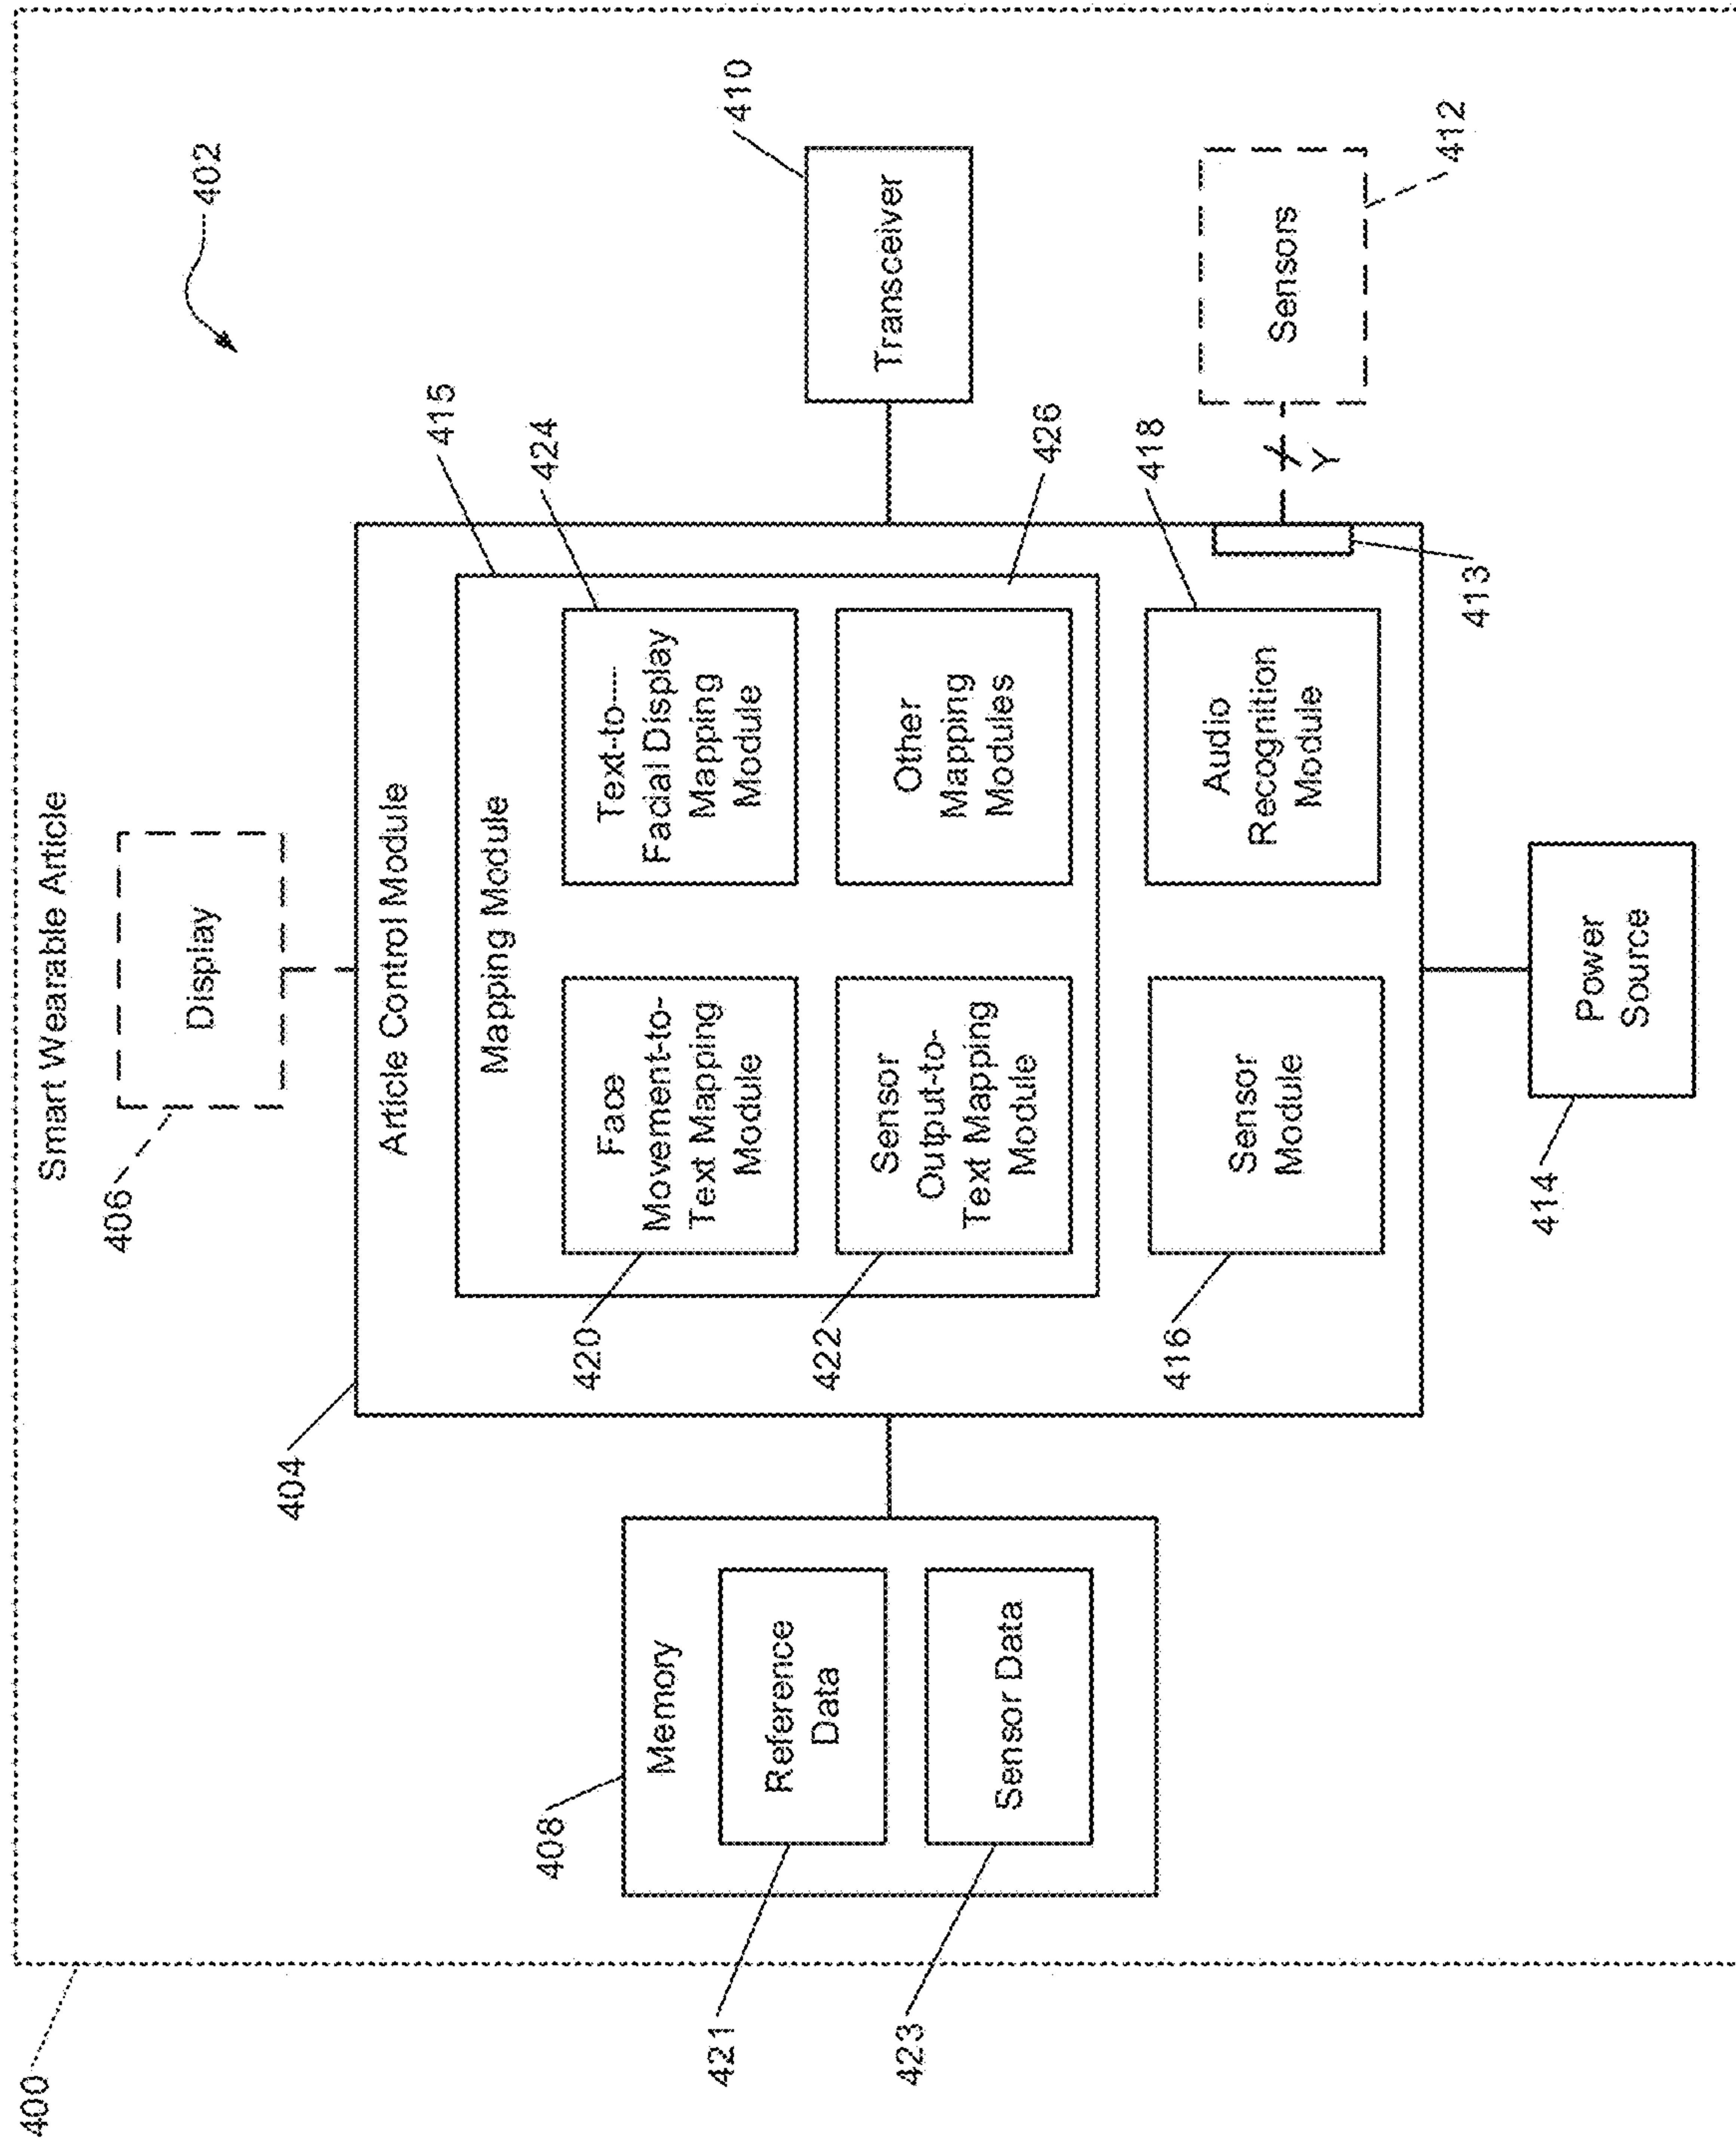 Smart Wearable Article
402
406
Display
404
Article Control Module
415
Mapping Module
424
420
Face
Movement-to-
Text Mapping
Module
Text-to-
Facial Display
Mapping
Module
410
Transceiver
408
Memory
421
Reference
Data
422
Sensor
Output-to-
Text Mapping
Module
Other
Mapping
Modules
426
423
Sensor Data
416
Sensor
Module
418
Audio
Recognition
Module
Y
Sensors
412
413
414
Power
Source
400